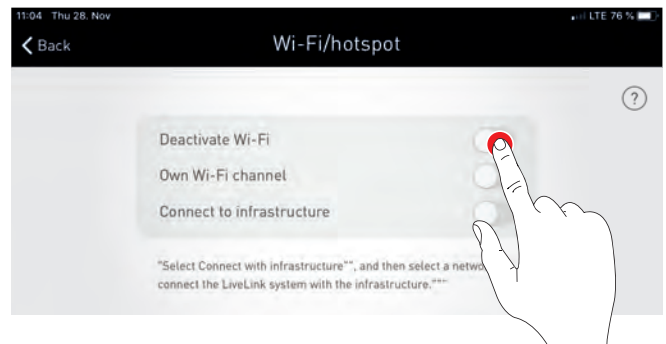 11:04 Thu 28. Nov LTE 76 %
Back Wi-Fi/hotspot
?
Deactivate Wi-Fi
Own Wi-Fi channel
Connect to infrastructure
"Select Connect with infrastructure"", and then select a
connect the LiveLink system with the infrastructure."""